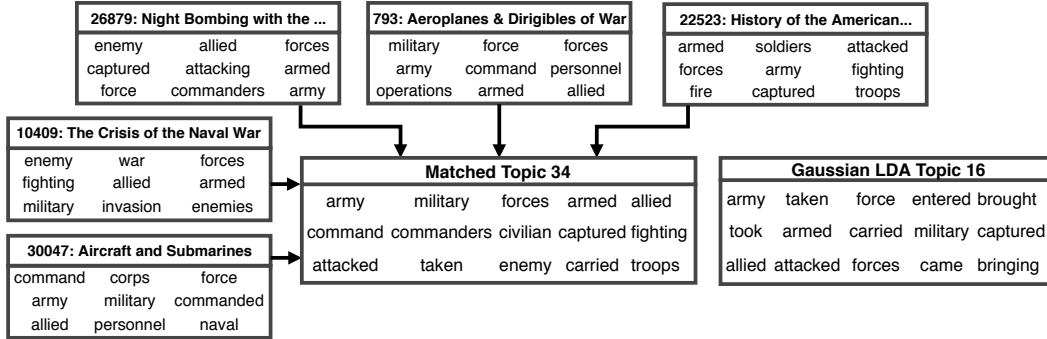 26879: Night Bombing with the ...
enemy allied forces
captured attacking armed
force commanders army
793: Aeroplanes & Dirigibles of War
military force forces
army command personnel
operations armed allied
22523: History of the American...
armed soldiers attacked
forces army fighting
fire captured troops
10409: The Crisis of the Naval War
enemy war forces
fighting allied armed
military invasion enemies
30047: Aircraft and Submarines
command corps force
army military commanded
allied personnel naval
Matched Topic 34
army military forces armed allied
command commanders civilian captured fighting
attacked taken enemy carried troops
Gaussian LDA Topic 16
army taken force entered brought
took armed carried military captured
allied attacked forces came bringing